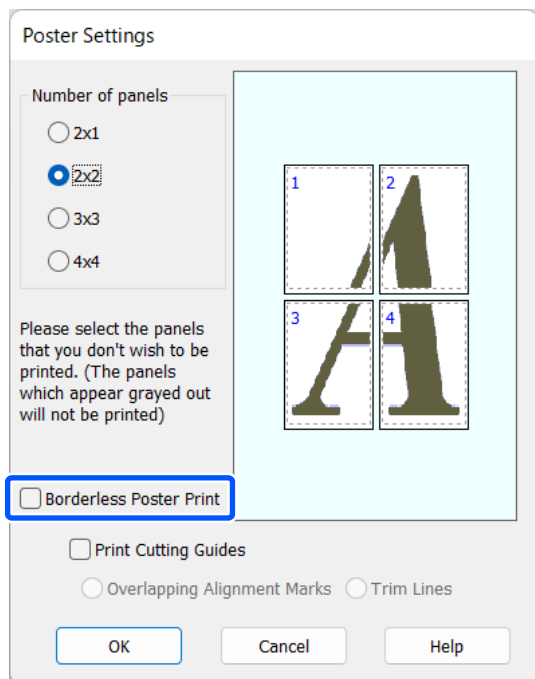 Poster Settings
Number of panels
2x1
2x2
3x3
4x4
1 2
3 4
Please select the panels
that you don't wish to be
printed. (The panels
which appear grayed out
will not be printed)
Borderless Poster Print
Print Cutting Guides
Overlapping Alignment Marks Trim Lines
OK Cancel Help